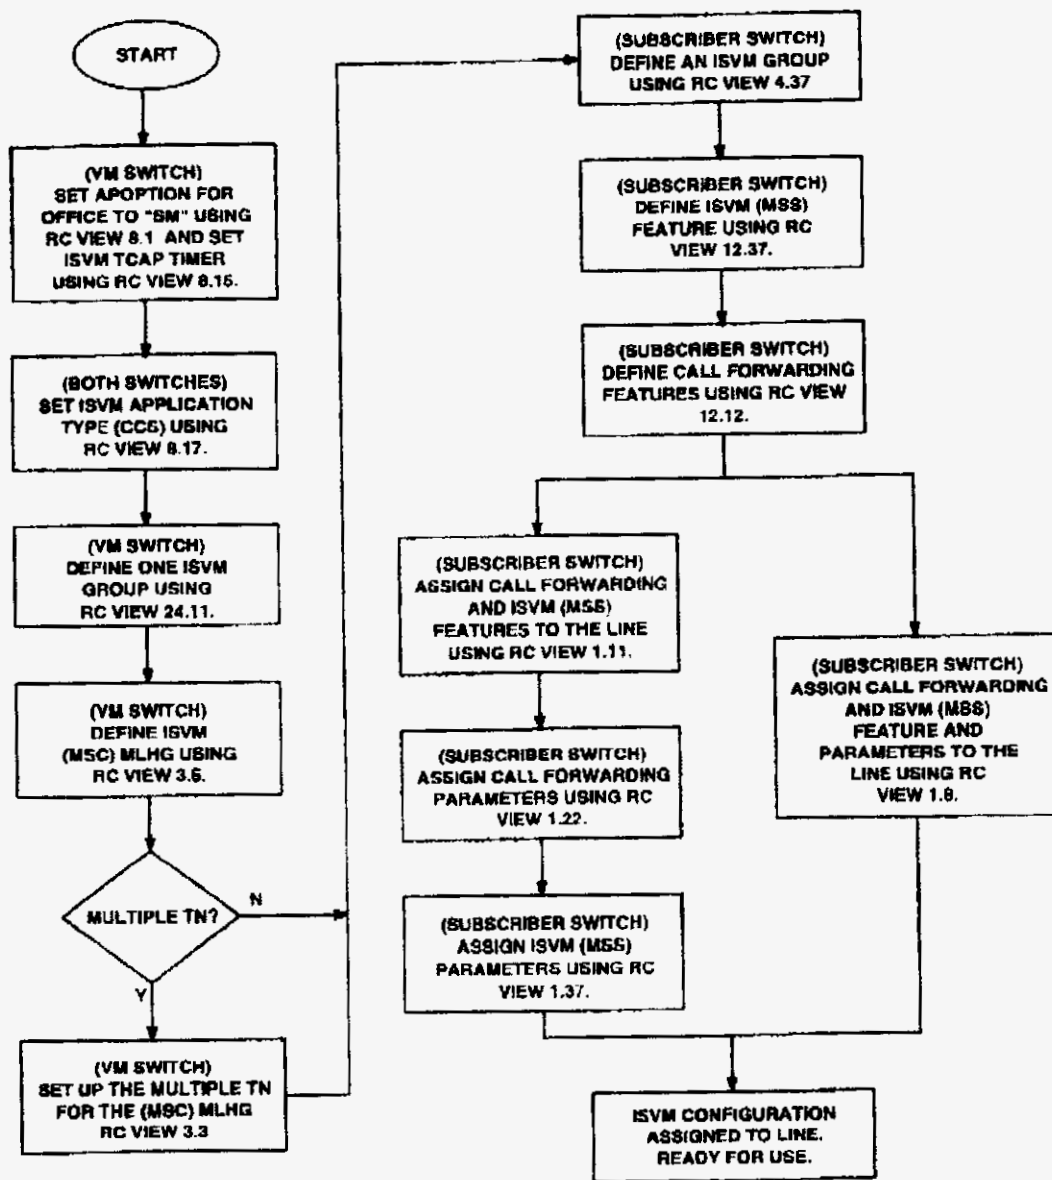 START
(VM SWITCH)
SET APOPTION FOR
OFFICE TO "SM" USING
RC VIEW 8.1 AND SET
ISVM TCAP TIMER
USING RC VIEW 8.15.
(BOTH SWITCHES)
SET ISVM APPLICATION
TYPE (CCS) USING
RC VIEW 8.17.
(VM SWITCH)
DEFINE ONE ISVM
GROUP USING
RC VIEW 24.11.
(VM SWITCH)
DEFINE ISVM
(MSC) MLHG USING
RC VIEW 3.6.
MULTIPLE TN?
N
Y
(VM SWITCH)
SET UP THE MULTIPLE TN
FOR THE (MSC) MLHG
RC VIEW 3.3
(SUBSCRIBER SWITCH)
DEFINE AN ISVM GROUP
USING RC VIEW 4.37
(SUBSCRIBER SWITCH)
DEFINE ISVM (MSS)
FEATURE USING RC
VIEW 12.37.
(SUBSCRIBER SWITCH)
DEFINE CALL FORWARDING
FEATURES USING RC VIEW
12.12.
(SUBSCRIBER SWITCH)
ASSIGN CALL FORWARDING
AND ISVM (MSS)
FEATURES TO THE LINE
USING RC VIEW 1.11.
(SUBSCRIBER SWITCH)
ASSIGN CALL FORWARDING
PARAMETERS USING RC
VIEW 1.22.
(SUBSCRIBER SWITCH)
ASSIGN ISVM (MSS)
PARAMETERS USING RC
VIEW 1.37.
(SUBSCRIBER SWITCH)
ASSIGN CALL FORWARDING
AND ISVM (MSS)
FEATURE AND
PARAMETERS TO THE
LINE USING RC
VIEW 1.8.
ISVM CONFIGURATION
ASSIGNED TO LINE.
READY FOR USE.